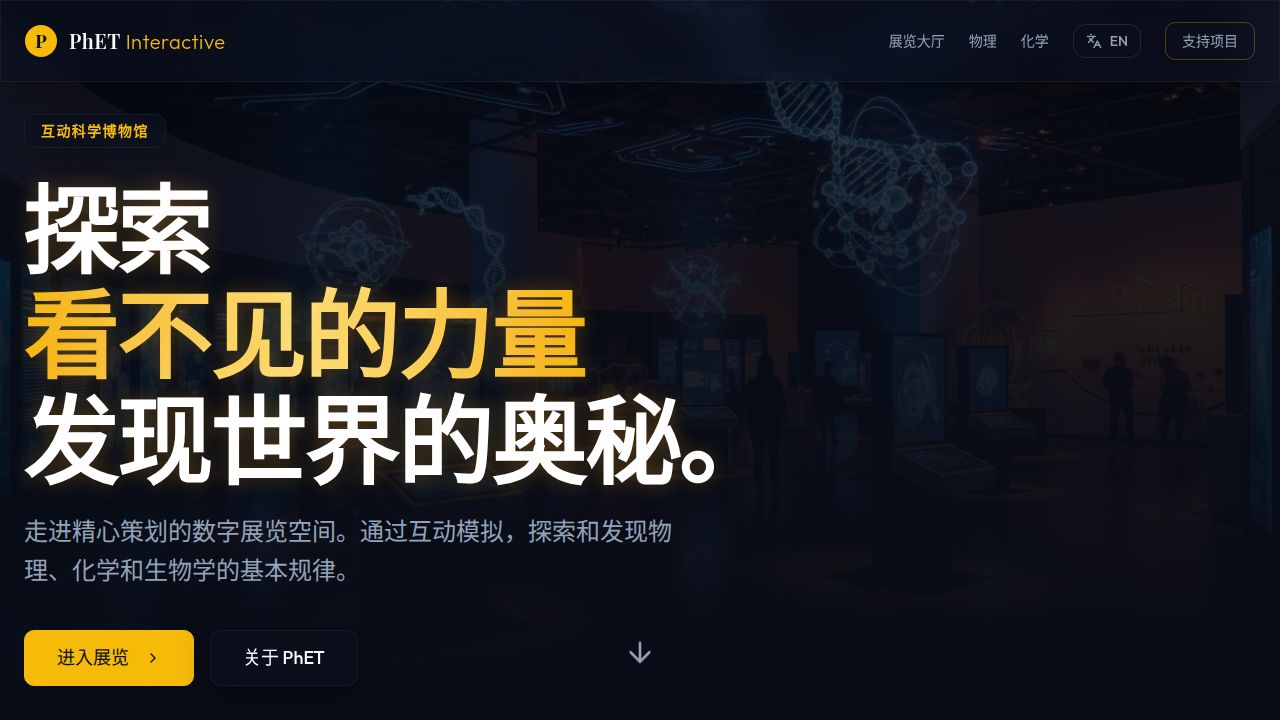 P PhET Interactive
展览大厅 物理 化学 EN 支持项目
互动科学博物馆
探索
看不见的力量
发现世界的奥秘。
走进精心策划的数字展览空间。通过互动模拟，探索和发现物
理、化学和生物学的基本规律。
进入展览 关于 PhET